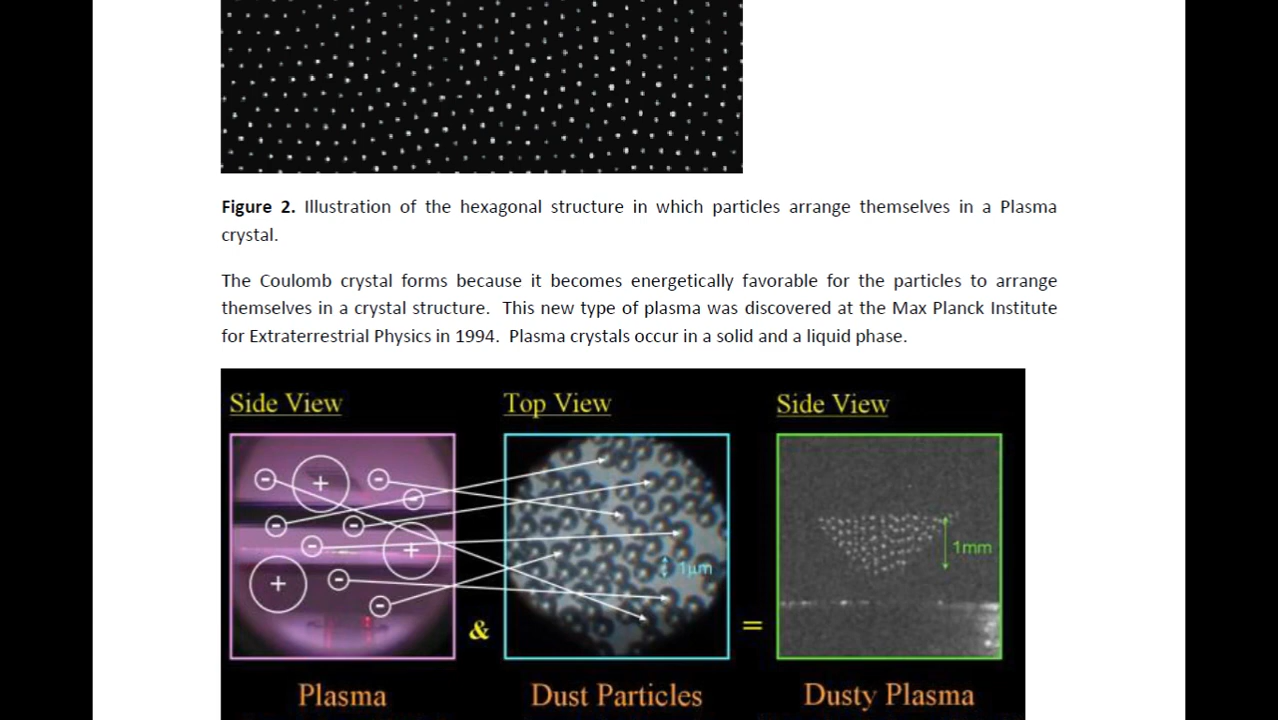 Figure 2. Illustration of the hexagonal structure in which particles arrange themselves in a Plasma
crystal.
The Coulomb crystal forms because it becomes energetically favorable for the particles to arrange
themselves in a crystal structure. This new type of plasma was discovered at the Max Planck Institute
for Extraterrestrial Physics in 1994. Plasma crystals occur in a solid and a liquid phase.
Side View
Top View
Side View
1mm
1μm
& =
Plasma
Dust Particles
Dusty Plasma